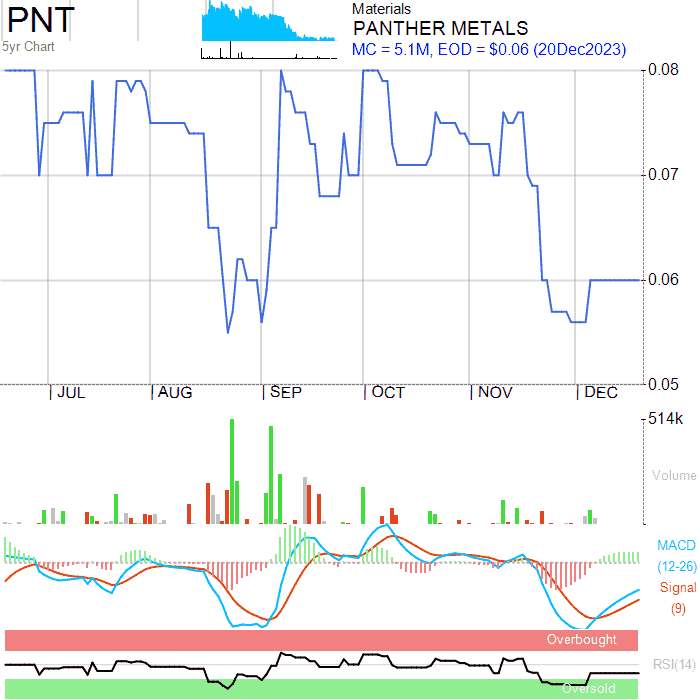 PNT
5yr Chart
Materials
PANTHER METALS
MC = 5.1M, EOD = $0.06 (20Dec2023)
0.08
0.07
0.06
0.05
JUL AUG SEP OCT NOV DEC
514k
Volume
MACD
(12-26)
Signal
(9)
Overbought
RSI(14)
Oversold